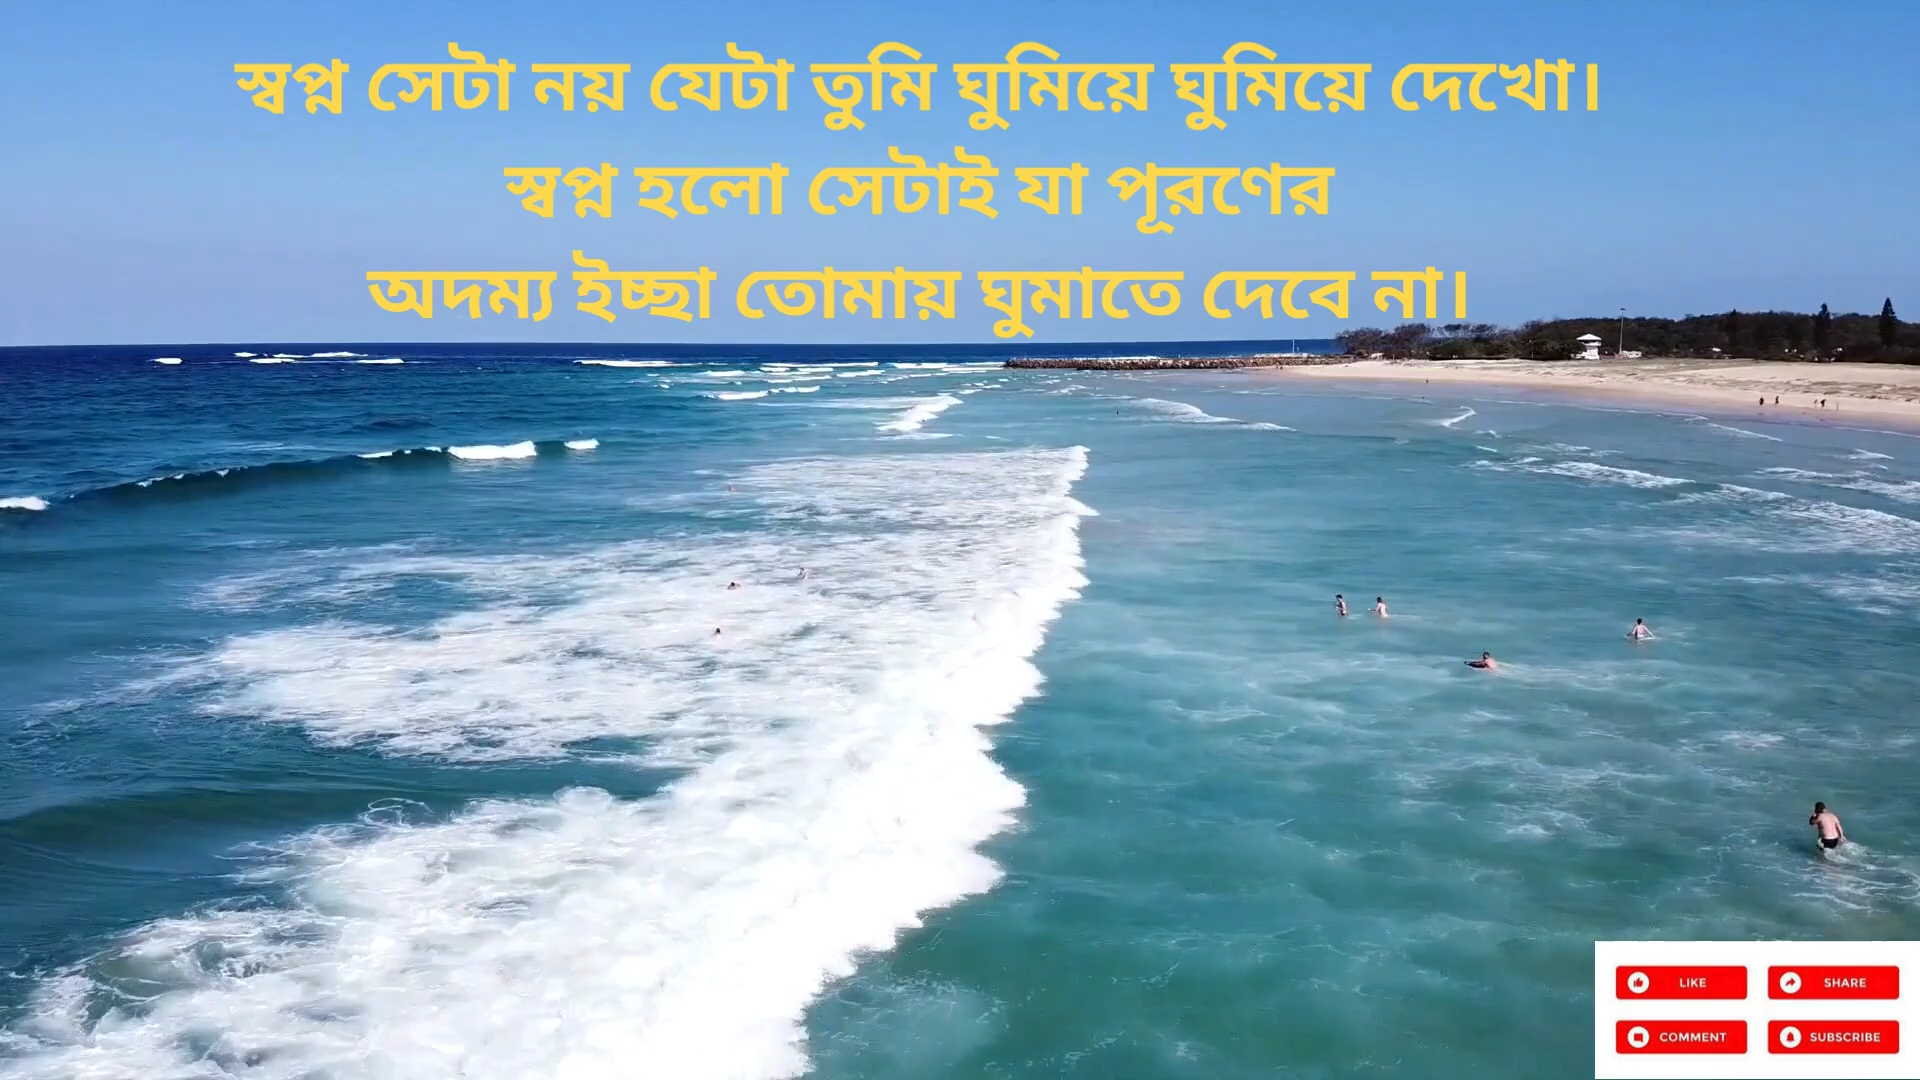 স্বপ্ন সেটা নয় যেটা তুমি ঘুমিয়ে ঘুমিয়ে দেখো।
স্বপ্ন হলো সেটাই যা পূরণের
অদম্য ইচ্ছা তোমায় ঘুমাতে দেবে না।
LIKE
SHARE
COMMENT
SUBSCRIBE